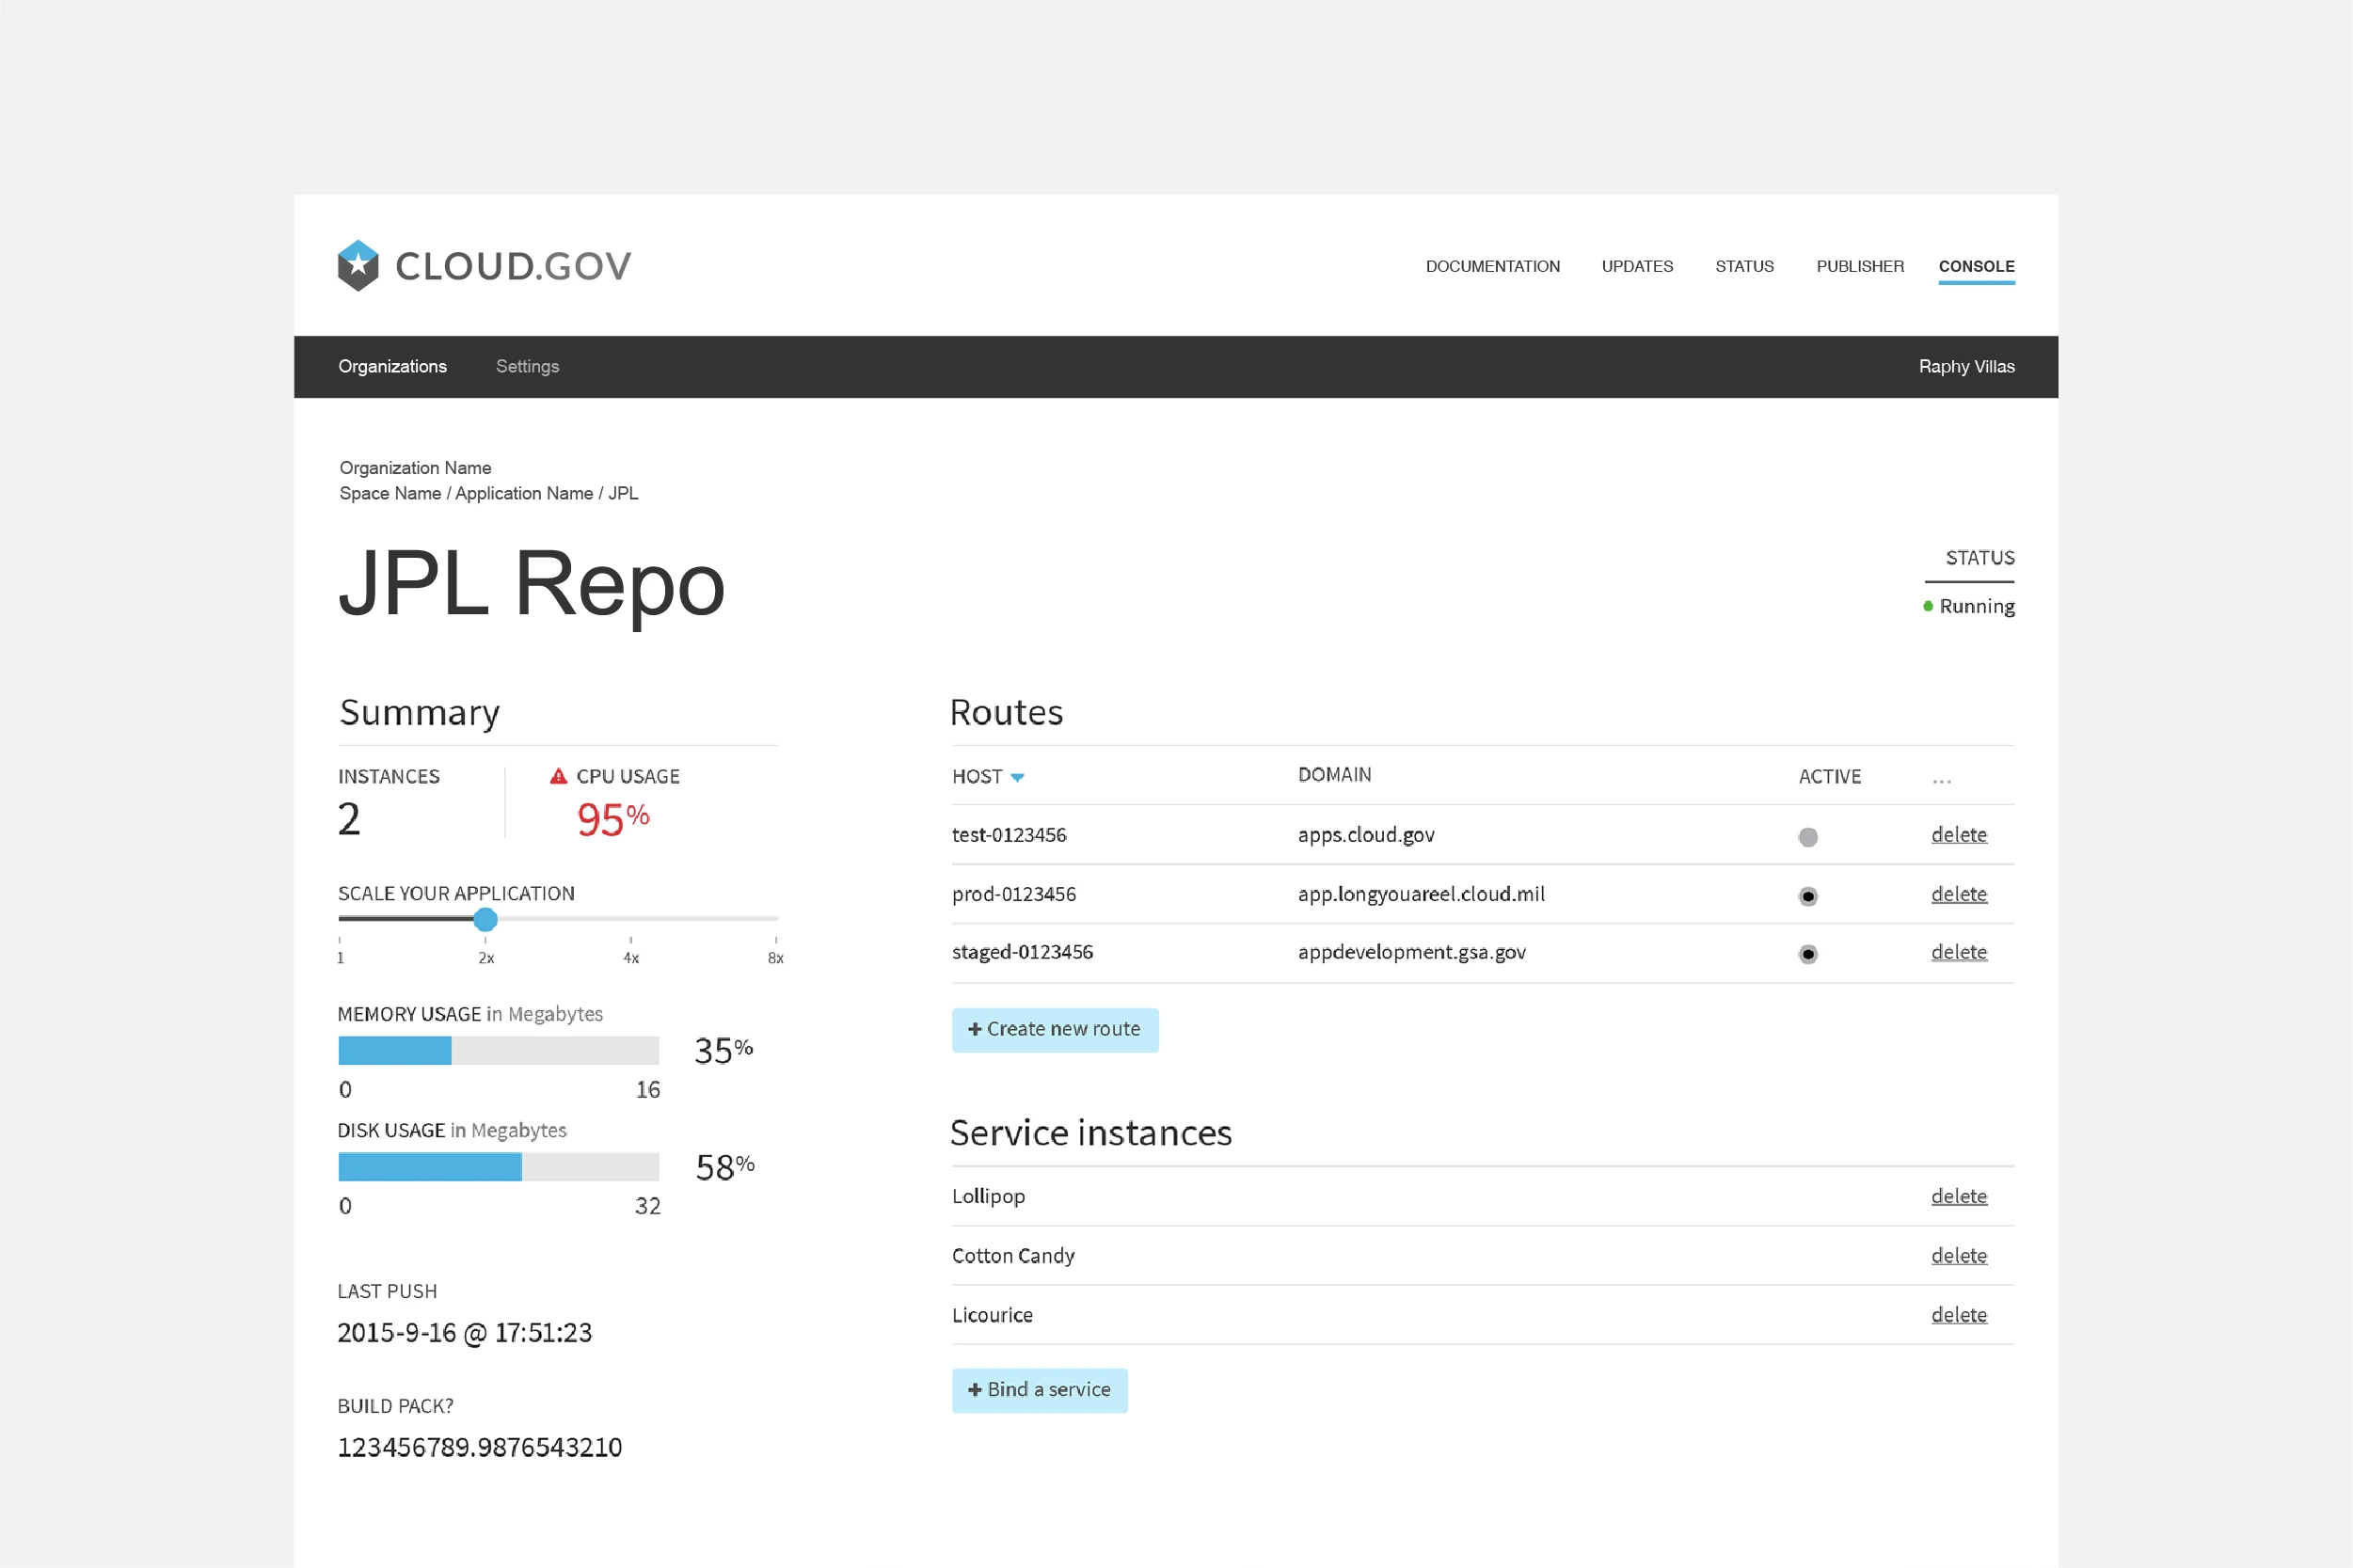 CLOUD.GOV
DOCUMENTATION UPDATES STATUS PUBLISHER CONSOLE
Organizations Settings Raphy Villas
Organization Name
Space Name / Application Name / JPL
JPL Repo
STATUS
Running
Summary
INSTANCES
2
CPU USAGE
95%
SCALE YOUR APPLICATION
1 2x 4x 8x
MEMORY USAGE in Megabytes
35%
0 16
DISK USAGE in Megabytes
58%
0 32
LAST PUSH
2015-9-16 @ 17:51:23
BUILD PACK?
123456789.9876543210
Routes
HOST DOMAIN ACTIVE ...
test-0123456 apps.cloud.gov delete
prod-0123456 app.longyouareel.cloud.mil delete
staged-0123456 appdevelopment.gsa.gov delete
+ Create new route
Service instances
Lollipop delete
Cotton Candy delete
Licourice delete
+ Bind a service